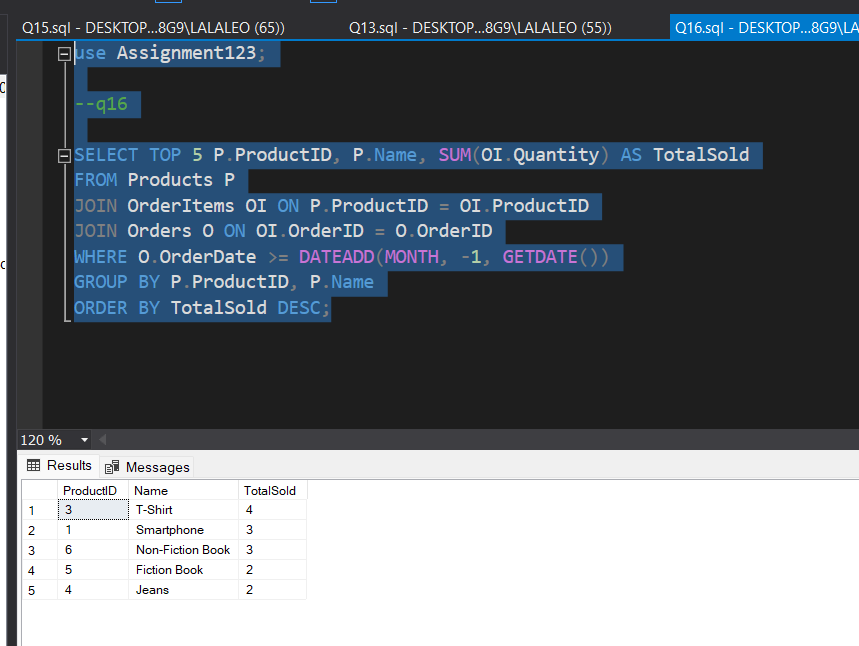 Q15.sql - DESKTOP...8G9\LALALEO (65)) Q13.sql - DESKTOP...8G9\LALALEO (55)) Q16.sql - DESKTOP...8G9\LA
use Assignment123;
--q16
SELECT TOP 5 P.ProductID, P.Name, SUM(OI.Quantity) AS TotalSold
FROM Products P
JOIN OrderItems OI ON P.ProductID = OI.ProductID
JOIN Orders O ON OI.OrderID = O.OrderID
WHERE O.OrderDate >= DATEADD(MONTH, -1, GETDATE())
GROUP BY P.ProductID, P.Name
ORDER BY TotalSold DESC;
120 %
Results Messages
ProductID Name TotalSold
1 3 T-Shirt 4
2 1 Smartphone 3
3 6 Non-Fiction Book 3
4 5 Fiction Book 2
5 4 Jeans 2